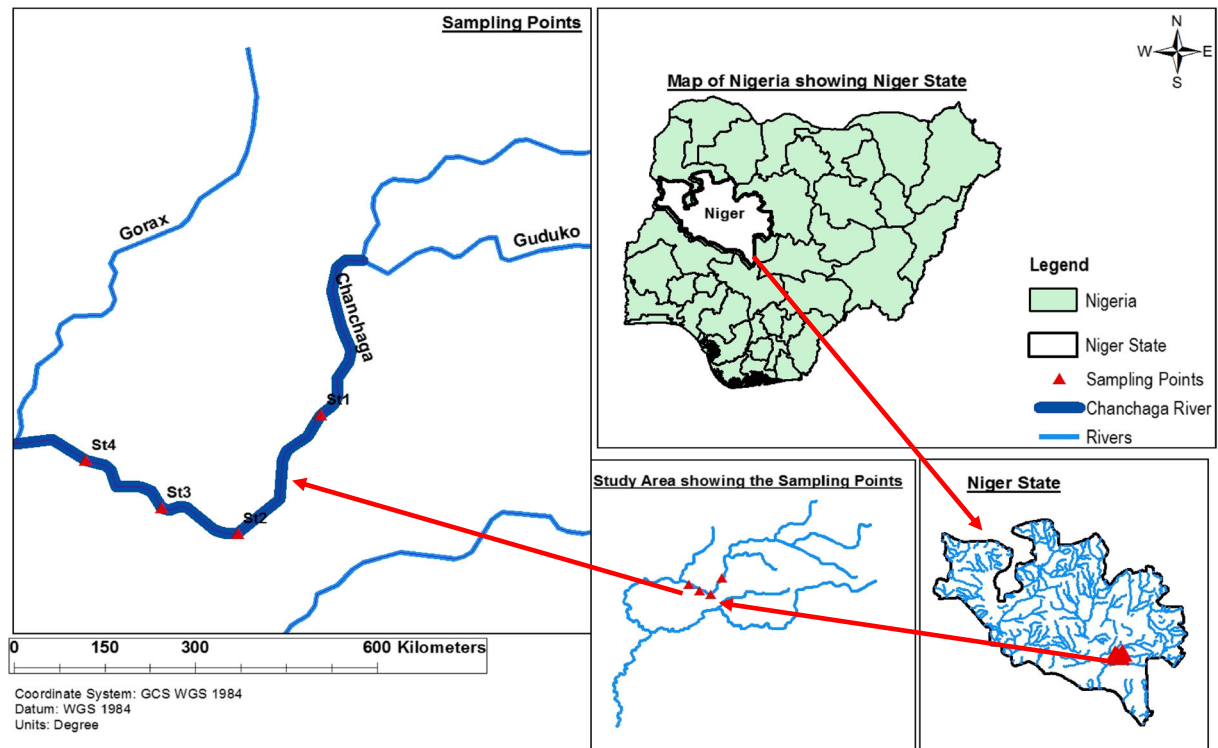 Sampling Points
Gorax
Guduko
Chanchaga
St1
St4
St3
St2
0 150 300 600 Kilometers
Coordinate System: GCS WGS 1984
Datum: WGS 1984
Units: Degree
N
W E
S
Map of Nigeria showing Niger State
Niger
Legend
Nigeria
Niger State
Sampling Points
Chanchaga River
Rivers
Study Area showing the Sampling Points
Niger State